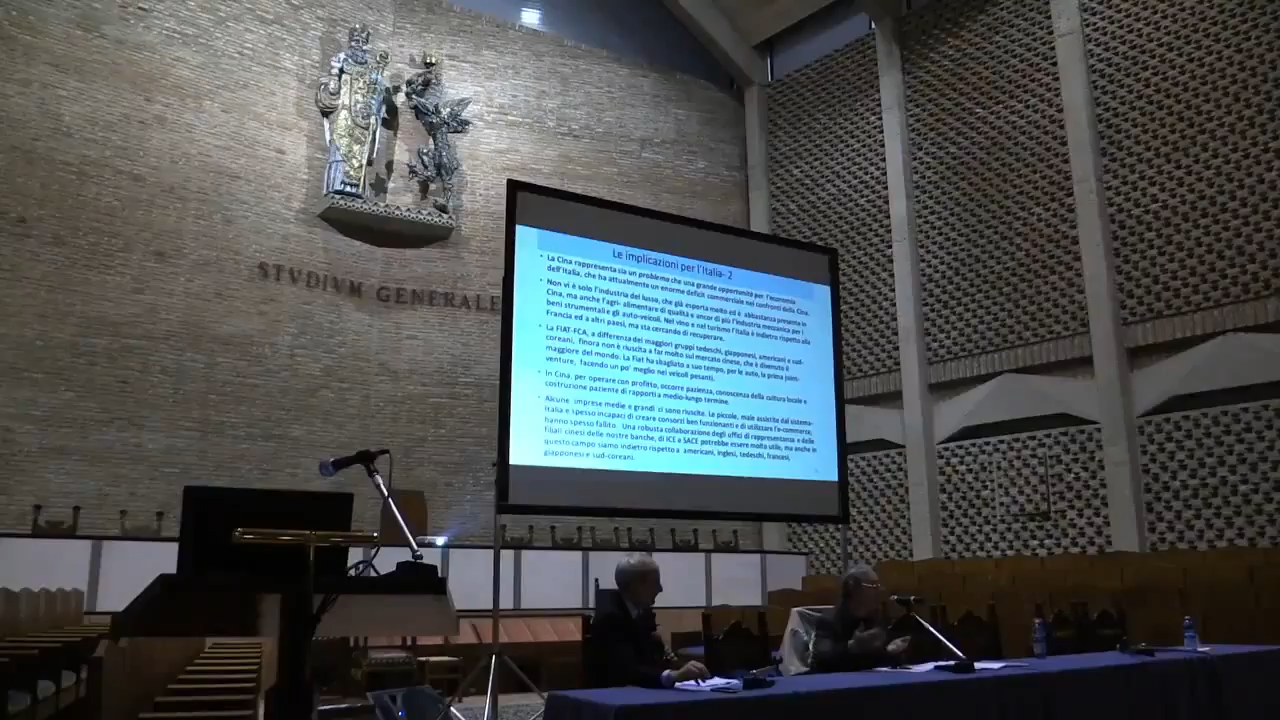 STVDIVM GENERALE
Le implicazioni per l'Italia- 2
• La Cina rappresenta sia un problema che una grande opportunità per l'economia
dell'Italia, che ha attualmente un enorme deficit commerciale nei confronti della Cina.
• Non vi è solo l'industria del lusso, che già esporta molto ed è abbastanza presente in
Cina, ma anche l'agri- alimentare di qualità e ancor di più l'industria meccanica per i
beni strumentali e gli auto-veicoli. Nel vino e nel turismo l'Italia è indietro rispetto alla
Francia ed a altri paesi, ma sta cercando di recuperare.
• La FIAT-FCA, a differenza dei maggiori gruppi tedeschi, giapponesi, americani e sud-
coreani, finora non è riuscita a far molto sul mercato cinese, che è divenuto il
maggiore del mondo. La Fiat ha sbagliato a suo tempo, per le auto, la prima joint-
venture, facendo un po' meglio nei veicoli pesanti.
• In Cina, per operare con profitto, occorre pazienza, conoscenza della cultura locale e
costruzione paziente di rapporti a medio-lungo termine.
• Alcune imprese medie e grandi ci sono riuscite. Le piccole, male assistite dal sistema-
Italia e spesso incapaci di creare consorzi ben funzionanti e di utilizzare l'e-commerce,
hanno spesso fallito. Una robusta collaborazione degli uffici di rappresentanza e delle
filiali cinesi delle nostre banche, di ICE e SACE potrebbe essere molto utile, ma anche in
questo campo siamo indietro rispetto a americani, inglesi, tedeschi, francesi,
giapponesi e sud-coreani.